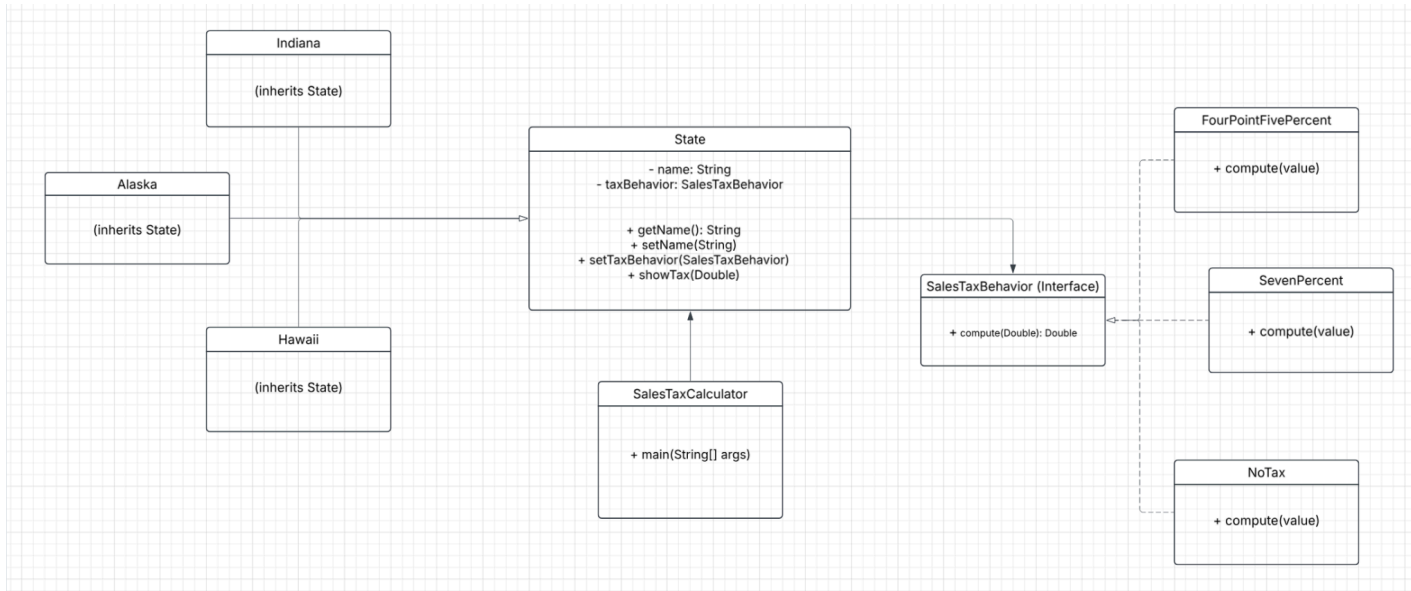 Indiana
(inherits State)
Alaska
(inherits State)
Hawaii
(inherits State)
State
- name: String
- taxBehavior: SalesTaxBehavior
+ getName(): String
+ setName(String)
+ setTaxBehavior(SalesTaxBehavior)
+ showTax(Double)
SalesTaxCalculator
+ main(String[] args)
SalesTaxBehavior (Interface)
+ compute(Double): Double
FourPointFivePercent
+ compute(value)
SevenPercent
+ compute(value)
NoTax
+ compute(value)